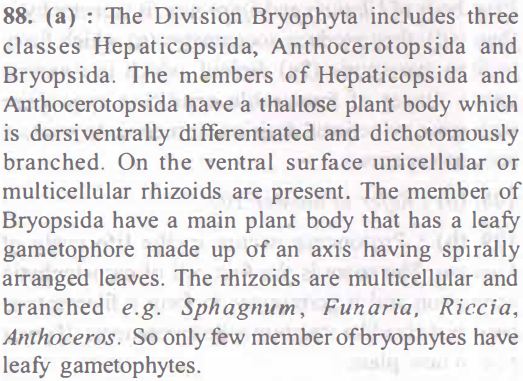 88. (a) : The Division Bryophyta includes three
classes Hepaticopsida, Anthocerotopsida and
Bryopsida. The members of Hepaticopsida and
Anthocerotopsida have a thallose plant body which
is dorsiventrally differentiated and dichotomously
branched. On the ventral surface unicellular or
multicellular rhizoids are present. The member of
Bryopsida have a main plant body that has a leafy
gametophore made up of an axis having spirally
arranged leaves. The rhizoids are multicellular and
branched e.g. Sphagnum, Funaria, Riccia,
Anthoceros. So only few member of bryophytes have
leafy gametophytes.